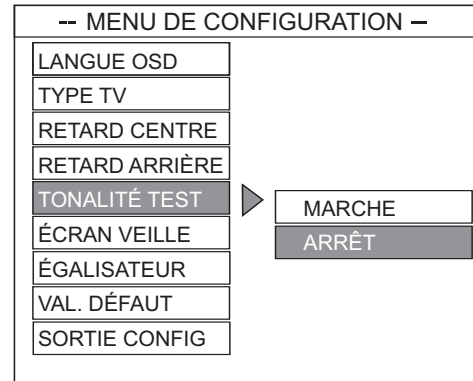 -- MENU DE CONFIGURATION –
LANGUE OSD
TYPE TV
RETARD CENTRE
RETARD ARRIÈRE
TONALITÉ TEST
MARCHE
ARRÊT
ÉCRAN VEILLE
ÉGALISATEUR
VAL. DÉFAUT
SORTIE CONFIG